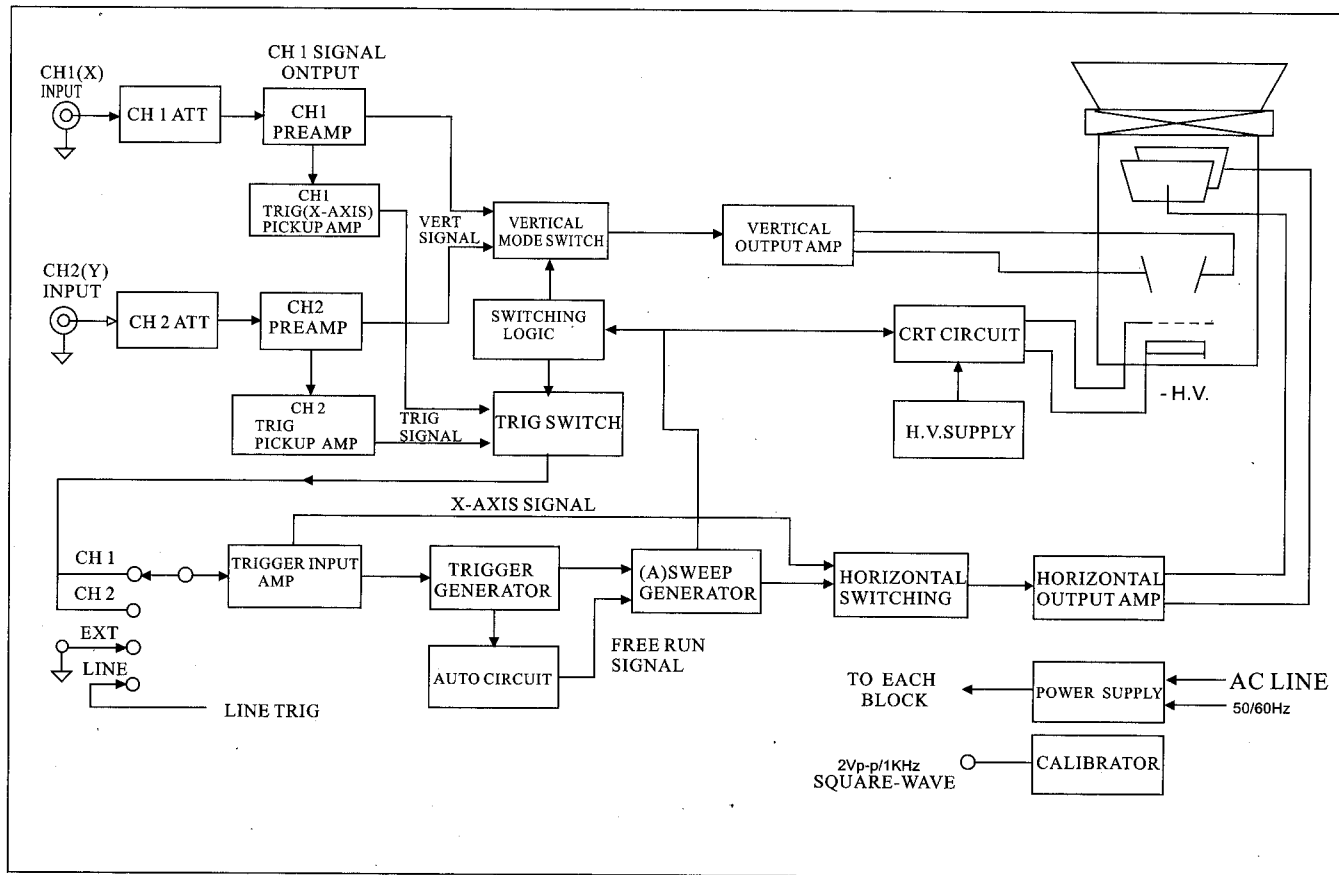 CH 1 SIGNAL
ONTPUT
CH1(X)
INPUT
CH 1 ATT
CH1
PREAMP
CH1
TRIG(X-AXIS)
PICKUP AMP
VERT
SIGNAL
VERTICAL
MODE SWITCH
VERTICAL
OUTPUT AMP
CH2(Y)
INPUT
CH 2 ATT
CH2
PREAMP
SWITCHING
LOGIC
CRT CIRCUIT
- H.V.
CH 2
TRIG
PICKUP AMP
TRIG
SIGNAL
TRIG SWITCH
H.V.SUPPLY
X-AXIS SIGNAL
CH 1
CH 2
EXT
LINE
LINE TRIG
TRIGGER INPUT
AMP
TRIGGER
GENERATOR
(A)SWEEP
GENERATOR
HORIZONTAL
SWITCHING
HORIZONTAL
OUTPUT AMP
AUTO CIRCUIT
FREE RUN
SIGNAL
TO EACH
BLOCK
POWER SUPPLY
AC LINE
50/60Hz
2Vp-p/1KHz
SQUARE-WAVE
CALIBRATOR